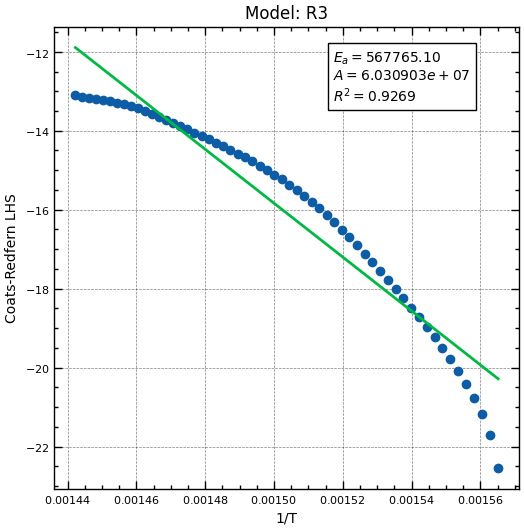 Model: R3
−12
−14
−16
−18
−20
−22
Coats-Redfern LHS
E_a = 567765.10
A = 6.030903e + 07
R² = 0.9269
0.00144 0.00146 0.00148 0.00150 0.00152 0.00154 0.00156
1/T